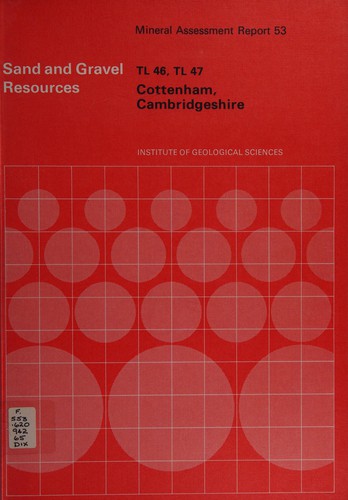 Mineral Assessment Report 53
Sand and Gravel
Resources
TL 46, TL 47
Cottenham,
Cambridgeshire
INSTITUTE OF GEOLOGICAL SCIENCES
F.
553
.620
942
65
DIX